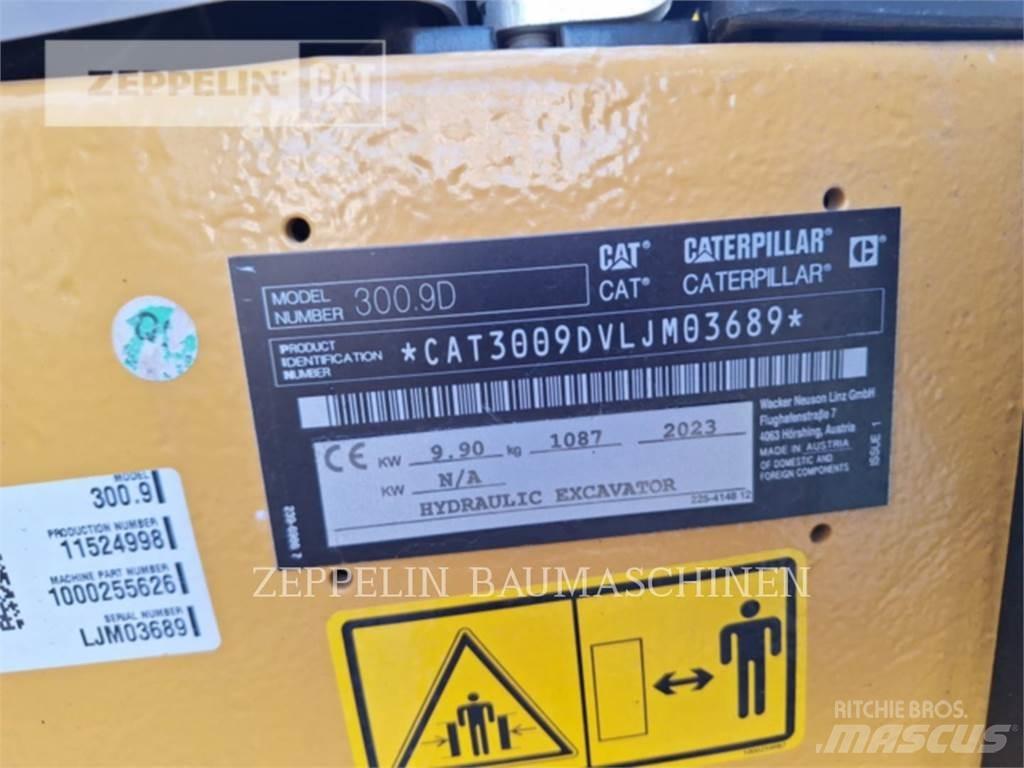 ZEPPELIN CAT
CAT® CATERPILLAR®
CAT® CATERPILLAR®
MODEL NUMBER 300.9D
PRODUCT IDENTIFICATION NUMBER *CAT3009DVLJM03689*
Wacker Neuson Linz GmbH
Flughafenstraße 7
4063 Hörshing, Austria
MADE IN AUSTRIA
OF DOMESTIC AND
FOREIGN COMPONENTS
ISSUE 1
CE KW 9.90 kg 1087 2023
KW N/A
HYDRAULIC EXCAVATOR
225-4148 12
MODEL
300.9
PRODUCTION NUMBER
11524998
MACHINE PART NUMBER
1000255626
SERIAL NUMBER
LJM03689
ZEPPELIN BAUMASCHINEN
RITCHIE BROS.
MASCUS